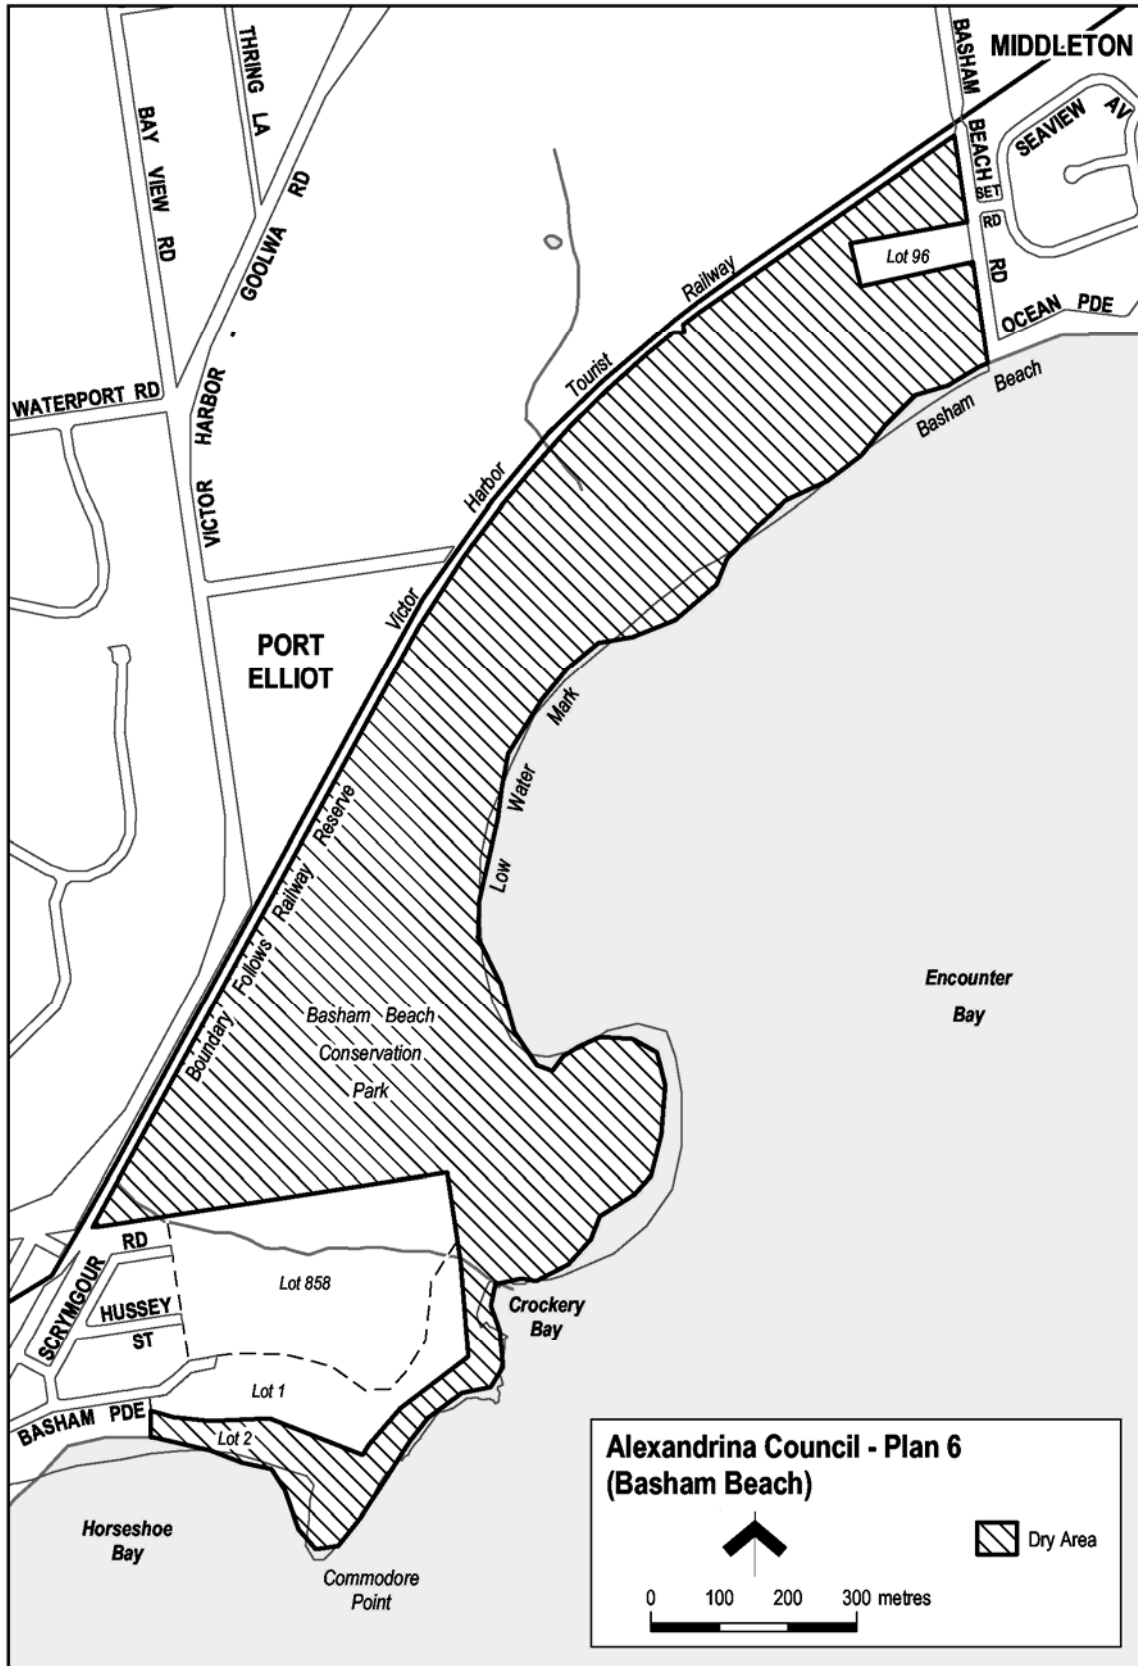 MIDDLETON
BASHAM BEACH RD
THRING LA
BAY VIEW RD
SEAVIEW AV
SET
RD
GOOLWA RD
VICTOR HARBOR
Lot 96
OCEAN PDE
Railway
Tourist
Harbor
Victor
Basham Beach
WATERPORT RD
PORT
ELLIOT
Low Water Mark
Boundary Follows Railway Reserve
Basham Beach
Conservation
Park
Encounter
Bay
SCRYMGOUR RD
HUSSEY
ST
Lot 858
Crockery
Bay
Lot 1
BASHAM PDE
Lot 2
Horseshoe
Bay
Commodore
Point
Alexandrina Council - Plan 6
(Basham Beach)
Dry Area
0 100 200 300 metres